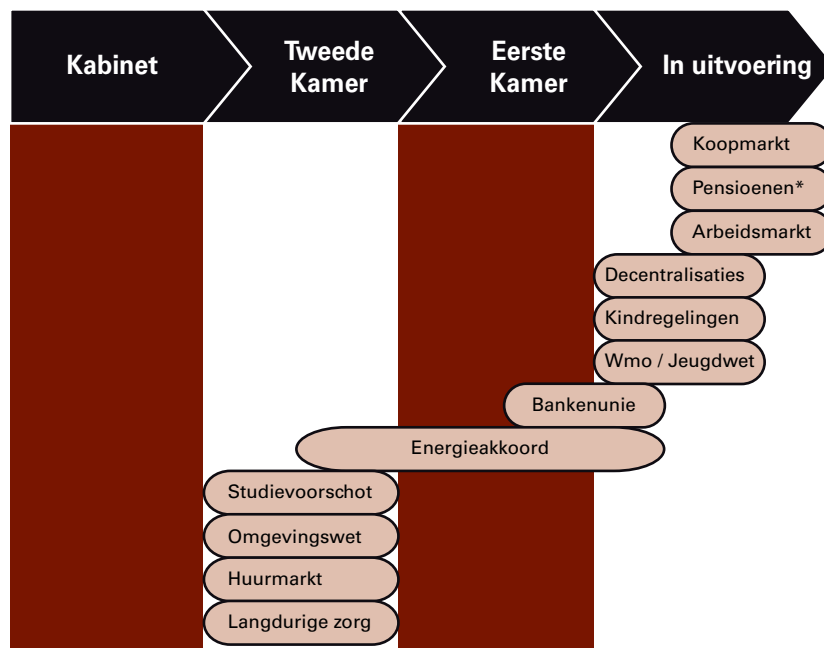 Kabinet
Tweede
Kamer
Eerste
Kamer
In uitvoering
Koopmarkt
Pensioenen*
Arbeidsmarkt
Decentralisaties
Kindregelingen
Wmo / Jeugdwet
Bankenunie
Energieakkoord
Studievoorschot
Omgevingswet
Huurmarkt
Langdurige zorg